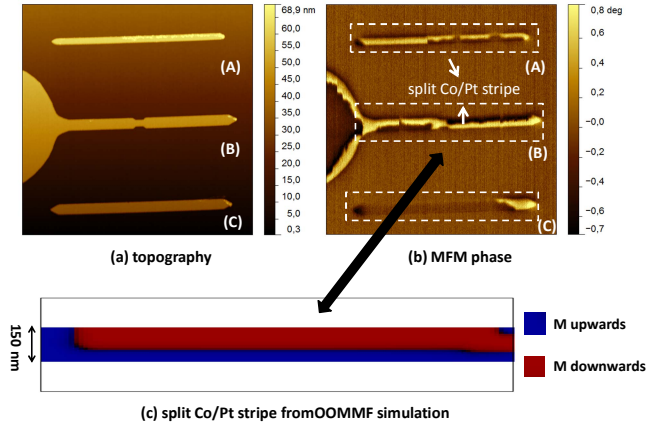 68,9 nm
60,0
55,0
50,0
45,0
40,0
35,0
30,0
25,0
20,0
15,0
10,0
5,0
0,3
(A)
(B)
(C)
0,8 deg
0,6
0,4
0,2
0,0
−0,2
−0,4
−0,6
−0,7
(A)
split Co/Pt stripe
(B)
(C)
(a) topography
(b) MFM phase
150 nm
M upwards
M downwards
(c) split Co/Pt stripe fromOOMMF simulation